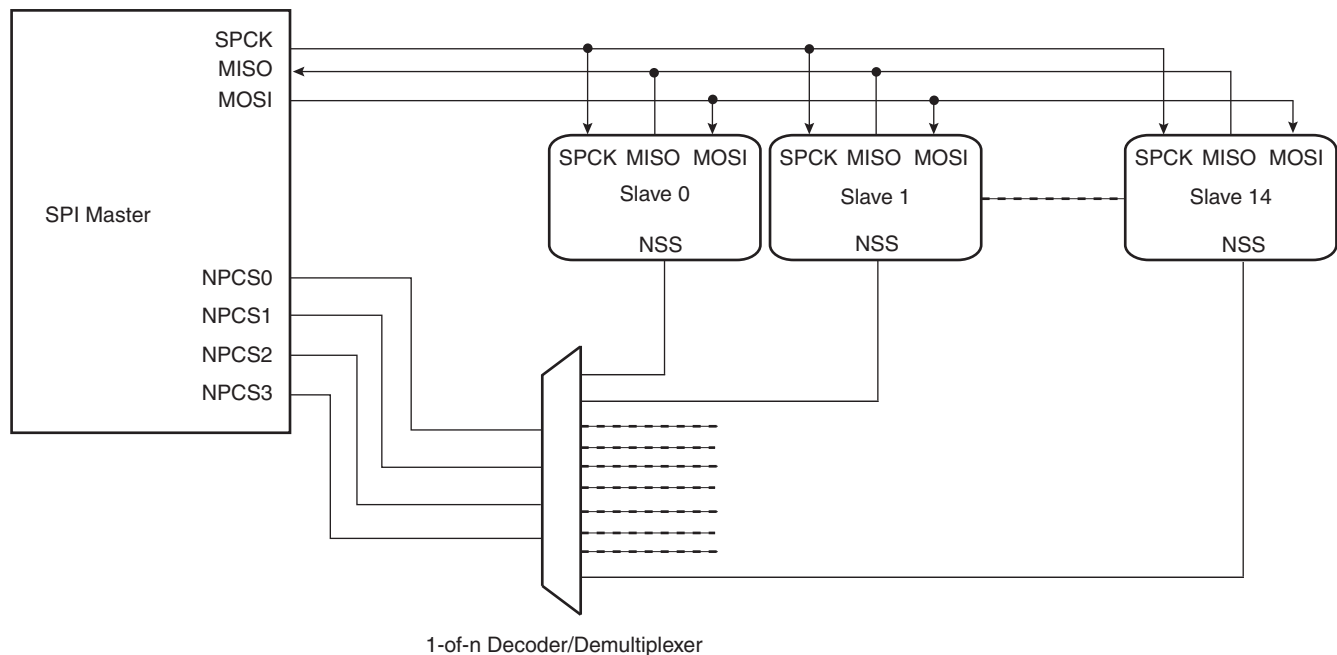 SPCK
MISO
MOSI
SPI Master
NPCS0
NPCS1
NPCS2
NPCS3
SPCK MISO MOSI
Slave 0
NSS
SPCK MISO MOSI
Slave 1
NSS
SPCK MISO MOSI
Slave 14
NSS
1-of-n Decoder/Demultiplexer